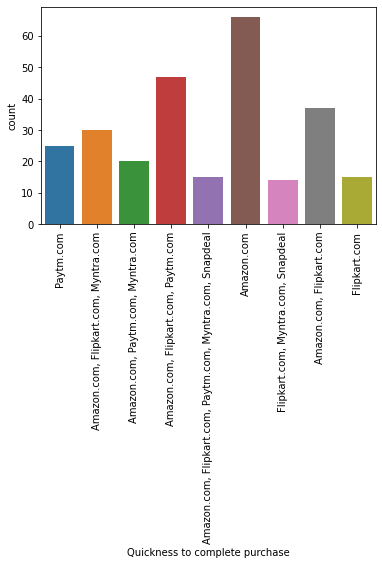 count
60
50
40
30
20
10
0
Paytm.com
Amazon.com, Flipkart.com, Myntra.com
Amazon.com, Paytm.com, Myntra.com
Amazon.com, Flipkart.com, Paytm.com
Amazon.com, Flipkart.com, Paytm.com, Myntra.com, Snapdeal
Amazon.com
Flipkart.com, Myntra.com, Snapdeal
Amazon.com, Flipkart.com
Flipkart.com
Quickness to complete purchase